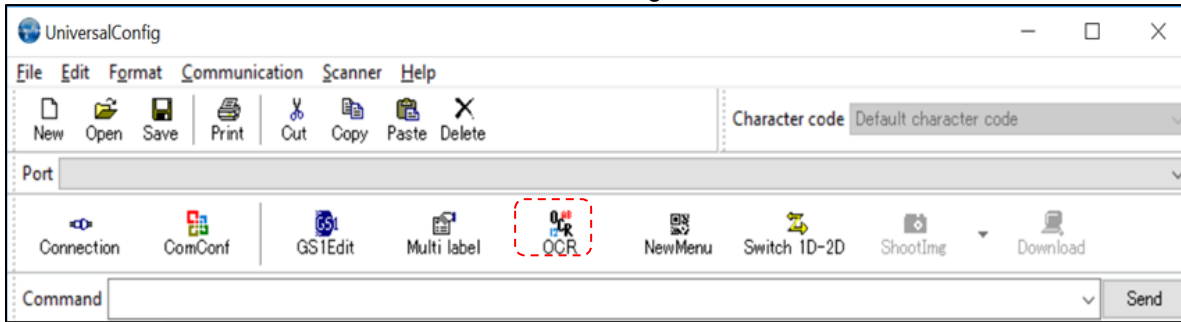 UniversalConfig
File Edit Format Communication Scanner Help
New Open Save Print Cut Copy Paste Delete Character code Default character code
Port
Connection ComConf GS1Edit Multi label OCR NewMenu Switch 1D-2D ShootImg Download
Command Send